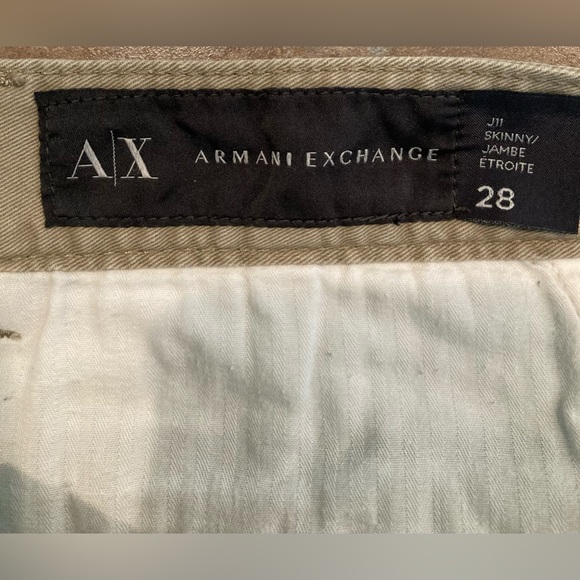 A|X ARMANI EXCHANGE
J11
SKINNY/
JAMBE
ÉTROITE
28